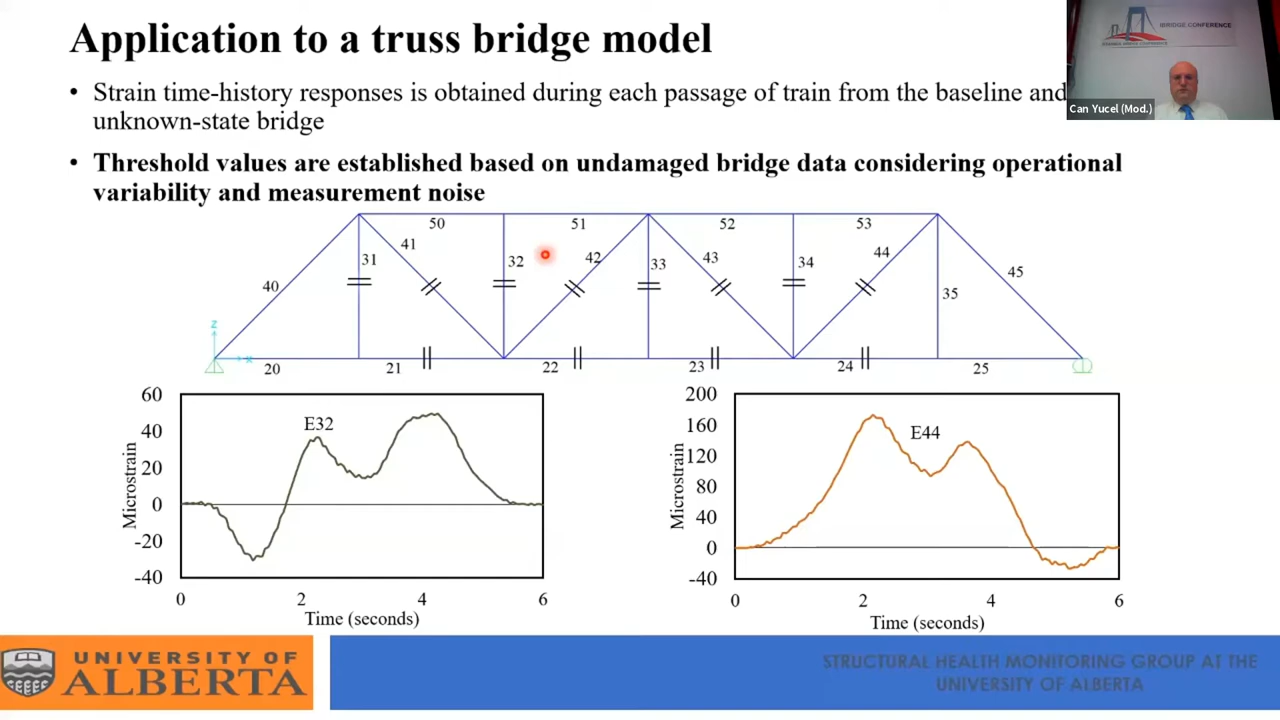 Application to a truss bridge model
• Strain time-history responses is obtained during each passage of train from the baseline and
unknown-state bridge
• Threshold values are established based on undamaged bridge data considering operational
variability and measurement noise
BRIDGE CONFERENCE
Can Yucel (Mod.)
50 51 52 53
41 31 32 42 33 43 34 44
40 45
35
z
x
20 21 22 23 24 25
60
40
20
0
-20
-40
Microstrain
E32
0 2 4 6
Time (seconds)
200
160
120
80
40
0
-40
Microstrain
E44
0 2 4 6
Time (seconds)
UNIVERSITY OF
ALBERTA
STRUCTURAL HEALTH MONITORING GROUP AT THE
UNIVERSITY OF ALBERTA